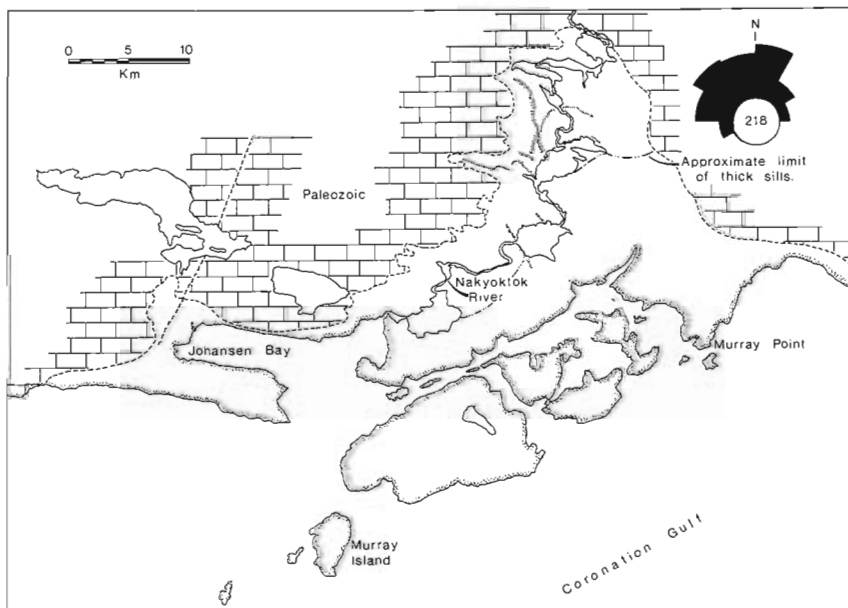 N
0 5 10
Km
218
Approximate limit
of thick sills.
Paleozoic
Nakyoktok
River
Johansen Bay
Murray Point
Murray
Island
Coronation Gulf